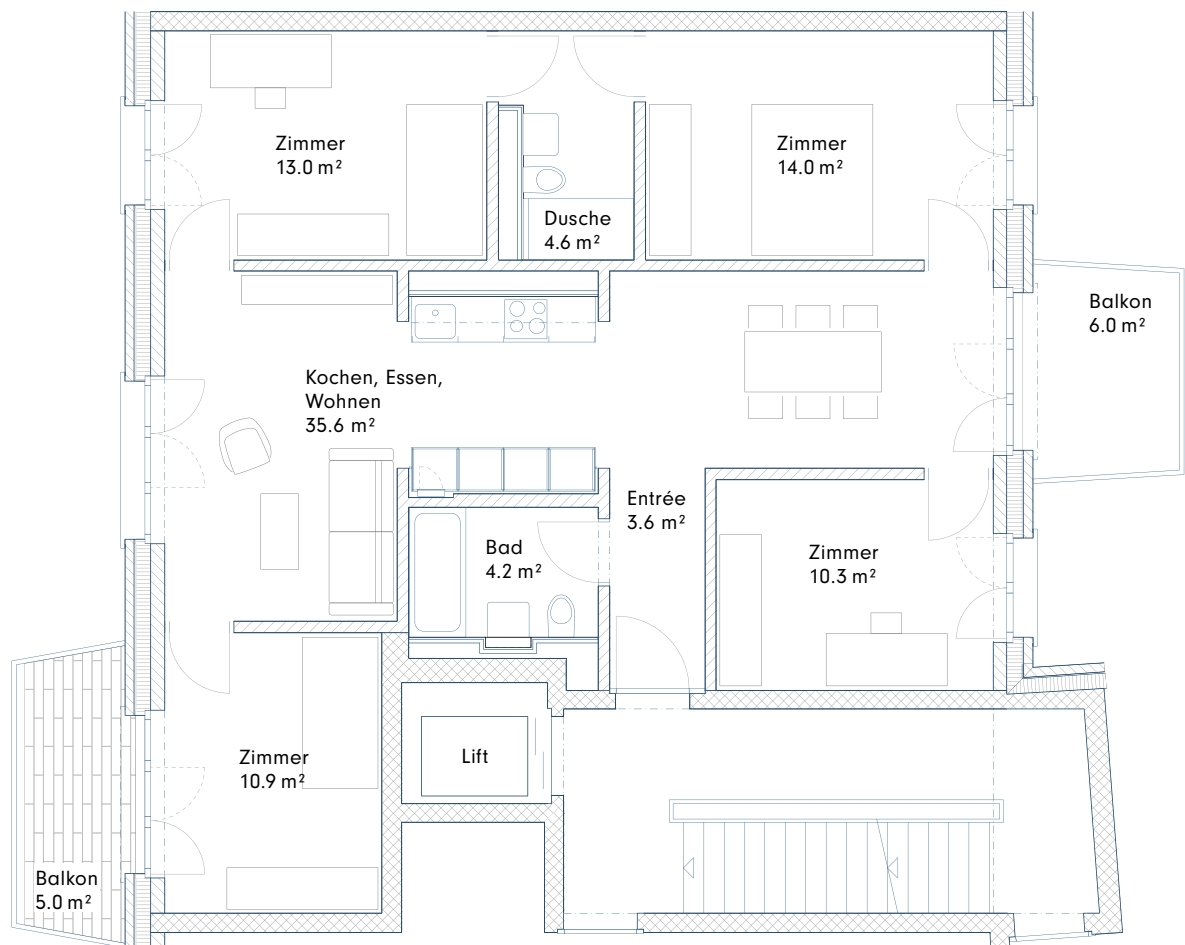 Zimmer
13.0 m²
Zimmer
14.0 m²
Dusche
4.6 m²
Balkon
6.0 m²
Kochen, Essen,
Wohnen
35.6 m²
Entrée
3.6 m²
Bad
4.2 m²
Zimmer
10.3 m²
Zimmer
10.9 m²
Lift
Balkon
5.0 m²